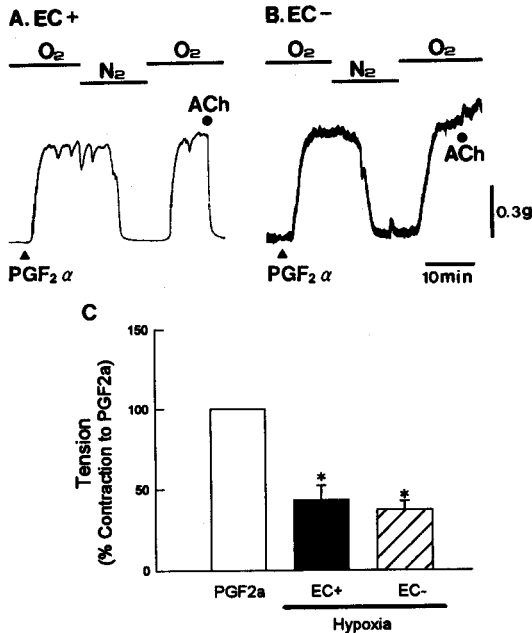 A. EC+
O₂
N₂
O₂
ACh
PGF₂ α
B. EC-
O₂
N₂
O₂
ACh
0.3g
PGF₂ α
10min
C
Tension
(% Contraction to PGF2a)
150
100
50
0
*
*
PGF2a
EC+
EC-
Hypoxia